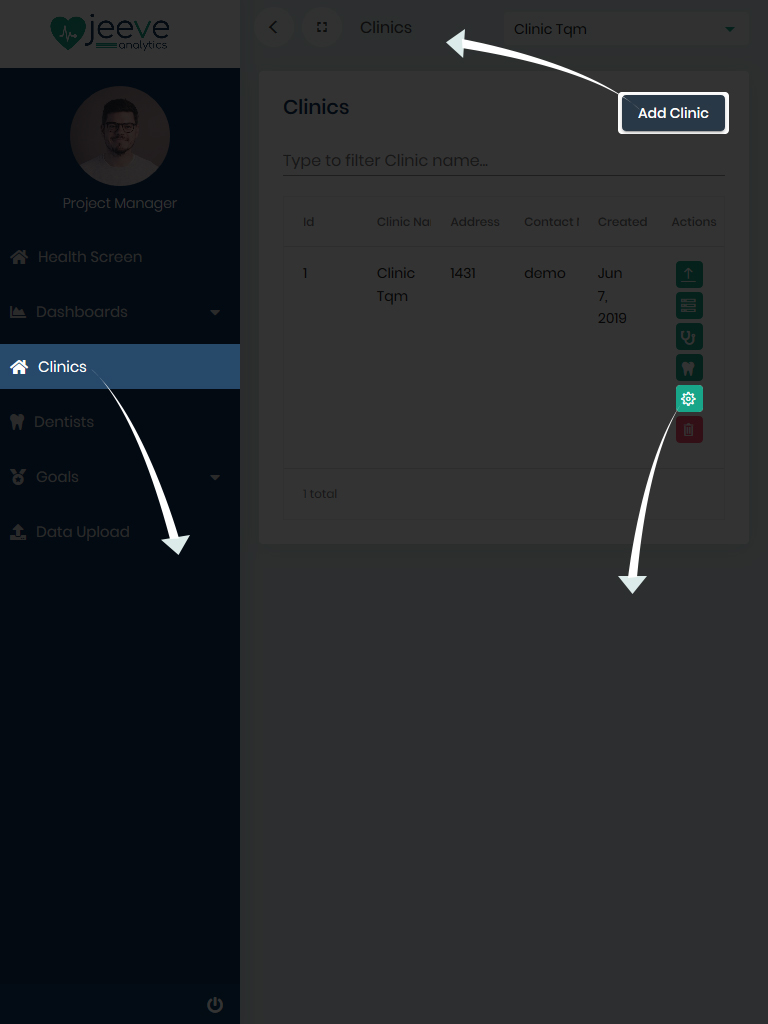 jeeve
analytics
Project Manager
Health Screen
Dashboards
Clinics
Dentists
Goals
Data Upload
Clinics
Clinic Tqm
Clinics
Add Clinic
Type to filter Clinic name...
Id Clinic Na Address Contact Created Actions
1 Clinic 1431 demo Jun
Tqm 7,
2019
1 total